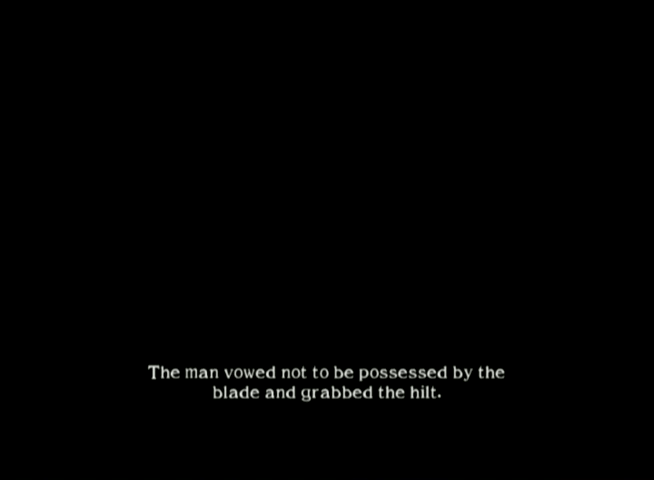 The man vowed not to be possessed by the
blade and grabbed the hilt.